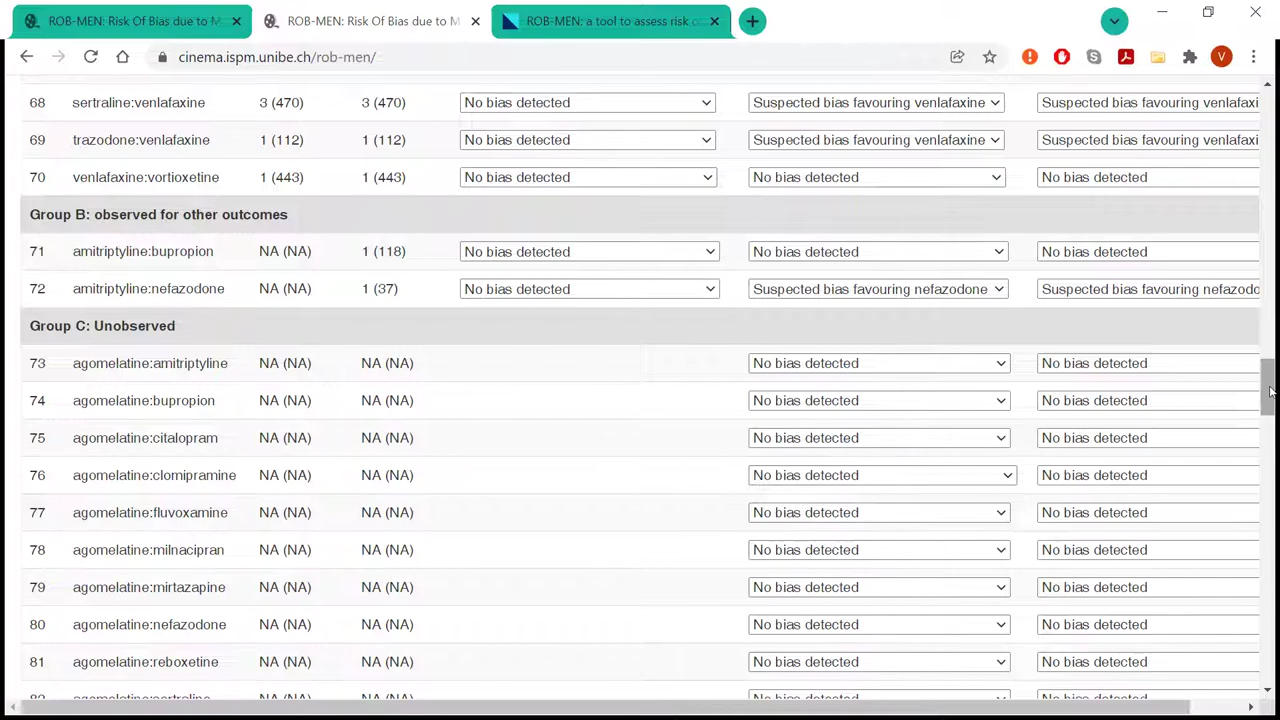 ROB-MEN: Risk Of Bias due to M ROB-MEN: Risk Of Bias due to M ROB-MEN: a tool to assess risk o
cinema.ispm.unibe.ch/rob-men/ V
68 sertraline:venlafaxine 3 (470) 3 (470) No bias detected Suspected bias favouring venlafaxine Suspected bias favouring venlafaxi
69 trazodone:venlafaxine 1 (112) 1 (112) No bias detected Suspected bias favouring venlafaxine Suspected bias favouring venlafaxi
70 venlafaxine:vortioxetine 1 (443) 1 (443) No bias detected No bias detected No bias detected
Group B: observed for other outcomes
71 amitriptyline:bupropion NA (NA) 1 (118) No bias detected No bias detected No bias detected
72 amitriptyline:nefazodone NA (NA) 1 (37) No bias detected Suspected bias favouring nefazodone Suspected bias favouring nefazodo
Group C: Unobserved
73 agomelatine:amitriptyline NA (NA) NA (NA) No bias detected No bias detected
74 agomelatine:bupropion NA (NA) NA (NA) No bias detected No bias detected
75 agomelatine:citalopram NA (NA) NA (NA) No bias detected No bias detected
76 agomelatine:clomipramine NA (NA) NA (NA) No bias detected No bias detected
77 agomelatine:fluvoxamine NA (NA) NA (NA) No bias detected No bias detected
78 agomelatine:milnacipran NA (NA) NA (NA) No bias detected No bias detected
79 agomelatine:mirtazapine NA (NA) NA (NA) No bias detected No bias detected
80 agomelatine:nefazodone NA (NA) NA (NA) No bias detected No bias detected
81 agomelatine:reboxetine NA (NA) NA (NA) No bias detected No bias detected